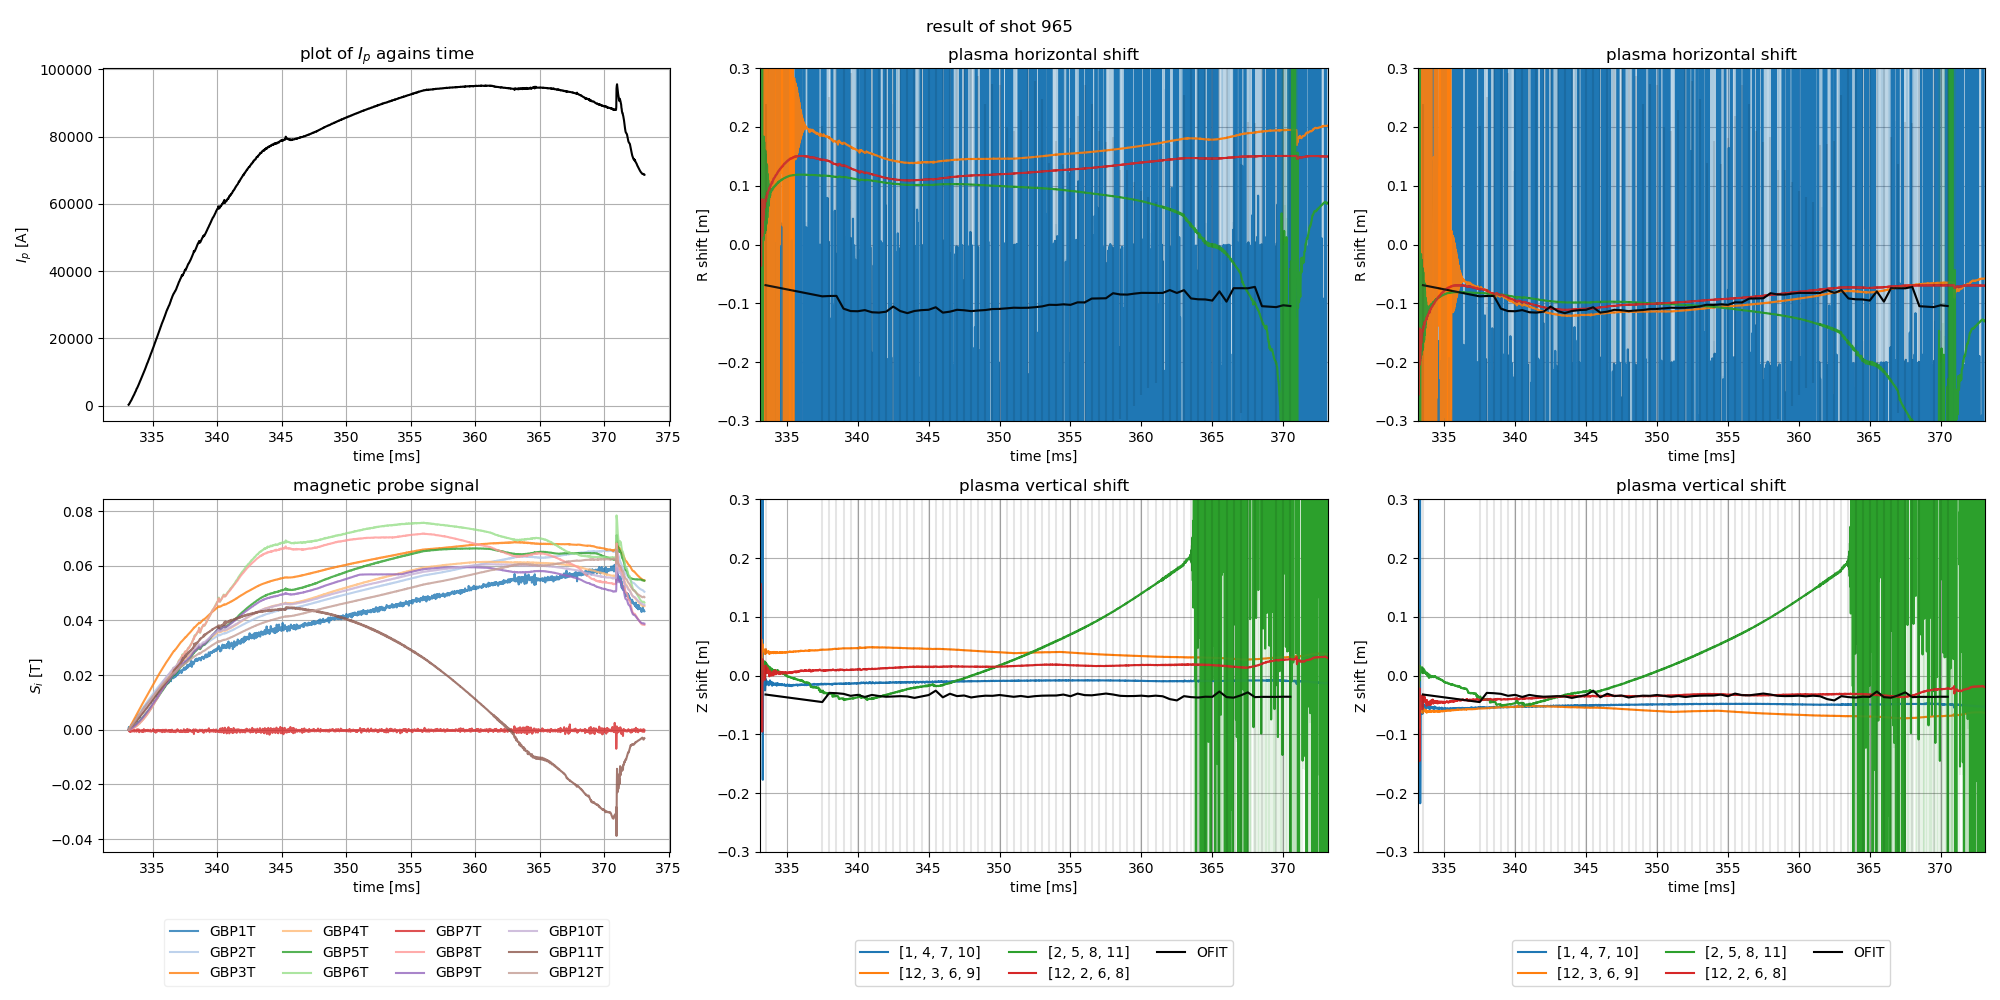 result of shot 965
plot of I_p agains time
100000
80000
60000
40000
20000
0
I_p [A]
335 340 345 350 355 360 365 370 375
time [ms]
plasma horizontal shift
0.3
0.2
0.1
0.0
−0.1
−0.2
−0.3
R shift [m]
335 340 345 350 355 360 365 370
time [ms]
plasma horizontal shift
0.3
0.2
0.1
0.0
−0.1
−0.2
−0.3
R shift [m]
335 340 345 350 355 360 365 370
time [ms]
magnetic probe signal
0.08
0.06
0.04
0.02
0.00
−0.02
−0.04
S_i [T]
335 340 345 350 355 360 365 370 375
time [ms]
GBP1T GBP4T GBP7T GBP10T
GBP2T GBP5T GBP8T GBP11T
GBP3T GBP6T GBP9T GBP12T
plasma vertical shift
0.3
0.2
0.1
0.0
−0.1
−0.2
−0.3
Z shift [m]
335 340 345 350 355 360 365 370
time [ms]
[1, 4, 7, 10] [2, 5, 8, 11] OFIT
[12, 3, 6, 9] [12, 2, 6, 8]
plasma vertical shift
0.3
0.2
0.1
0.0
−0.1
−0.2
−0.3
Z shift [m]
335 340 345 350 355 360 365 370
time [ms]
[1, 4, 7, 10] [2, 5, 8, 11] OFIT
[12, 3, 6, 9] [12, 2, 6, 8]